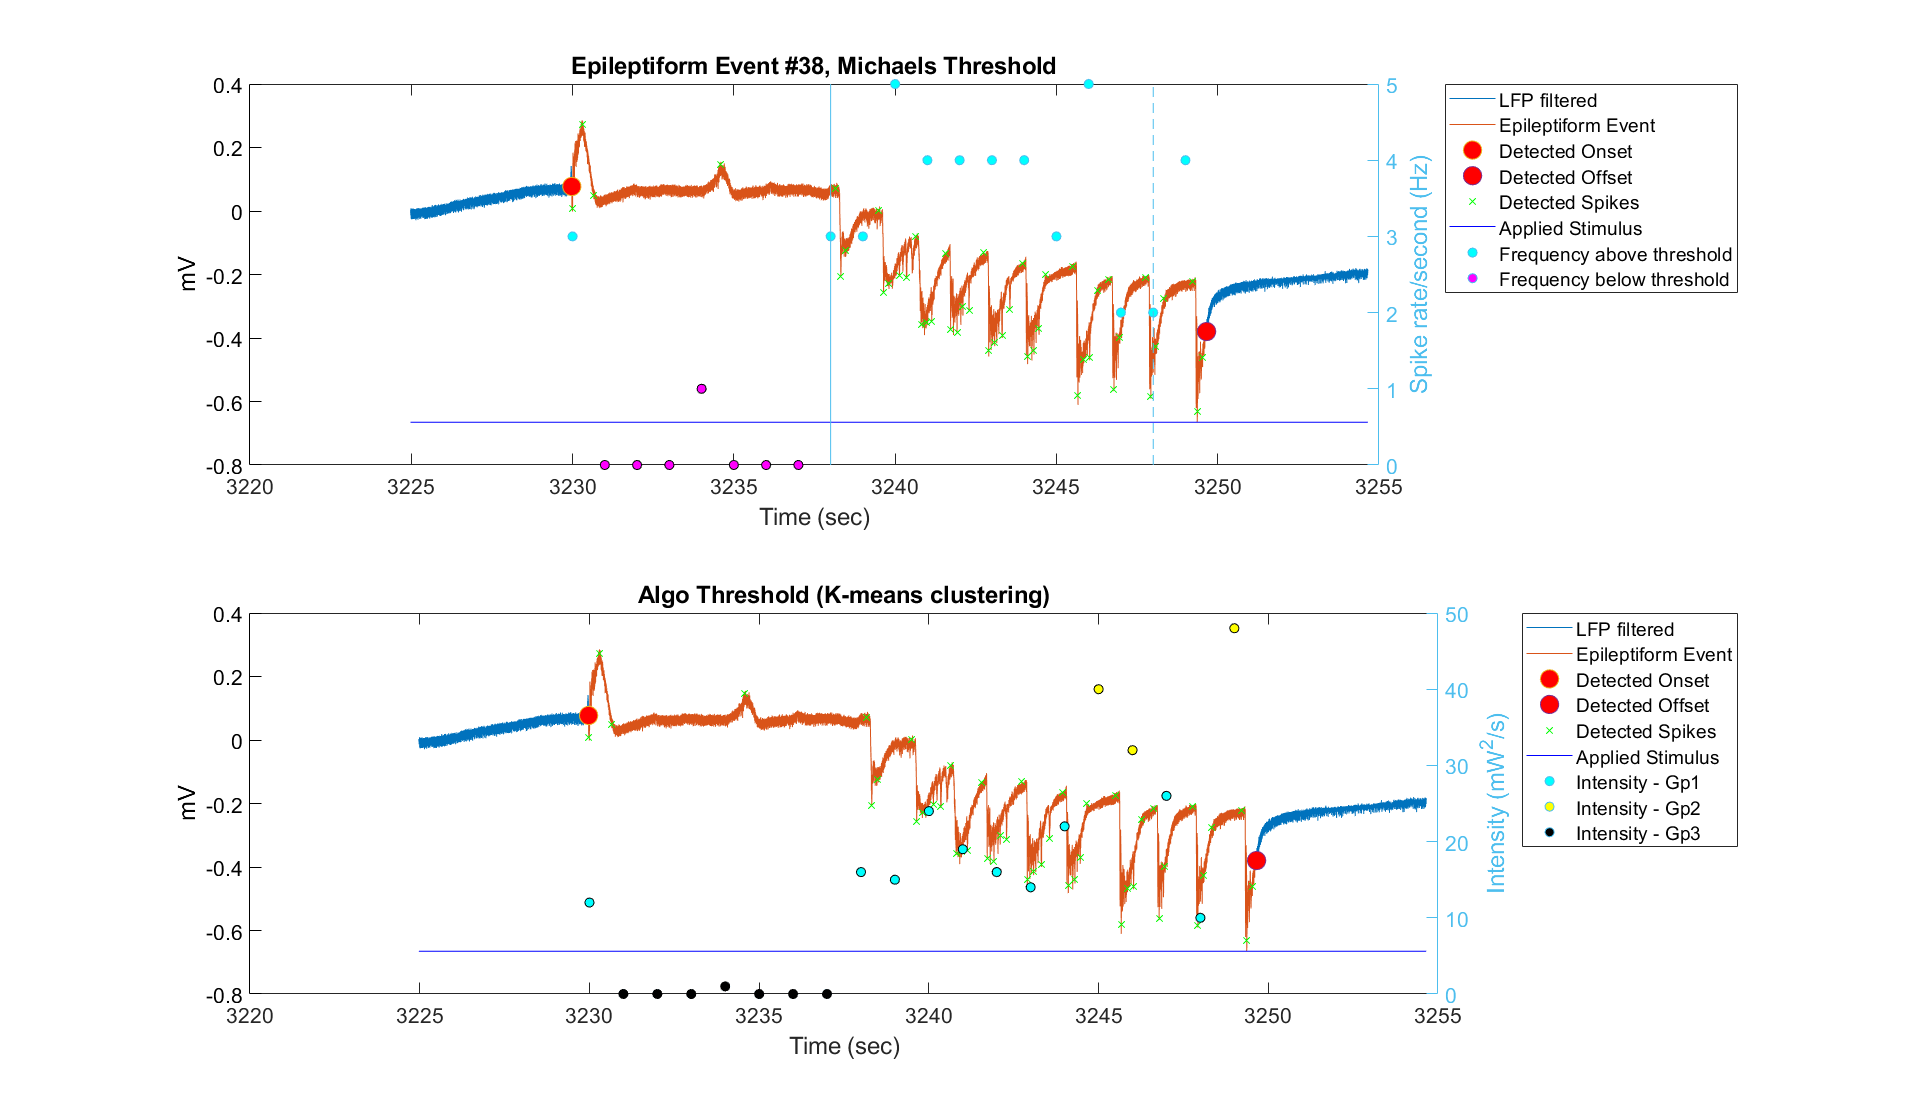 Epileptiform Event #38, Michaels Threshold
0.4
0.2
0
-0.2
-0.4
-0.6
-0.8
mV
3220
3225
3230
3235
3240
3245
3250
3255
Time (sec)
5
4
3
2
1
0
Spike rate/second (Hz)
LFP filtered
Epileptiform Event
Detected Onset
Detected Offset
Detected Spikes
Applied Stimulus
Frequency above threshold
Frequency below threshold
Algo Threshold (K-means clustering)
0.4
0.2
0
-0.2
-0.4
-0.6
-0.8
mV
3220
3225
3230
3235
3240
3245
3250
3255
Time (sec)
50
40
30
20
10
0
Intensity (mW²/s)
LFP filtered
Epileptiform Event
Detected Onset
Detected Offset
Detected Spikes
Applied Stimulus
Intensity - Gp1
Intensity - Gp2
Intensity - Gp3